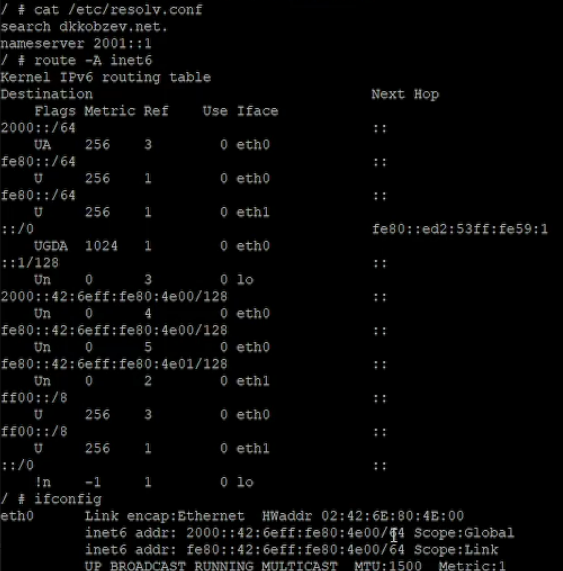 / # cat /etc/resolv.conf
search dkkobzev.net.
nameserver 2001::1
/ # route -A inet6
Kernel IPv6 routing table
Destination Next Hop
Flags Metric Ref Use Iface
2000::/64 ::
UA 256 3 0 eth0
fe80::/64 ::
U 256 1 0 eth0
fe80::/64 ::
U 256 1 0 eth1
::/0 fe80::ed2:53ff:fe59:1
UGDA 1024 1 0 eth0
::1/128 ::
Un 0 3 0 lo
2000::42:6eff:fe80:4e00/128 ::
Un 0 4 0 eth0
fe80::42:6eff:fe80:4e00/128 ::
Un 0 5 0 eth0
fe80::42:6eff:fe80:4e01/128 ::
Un 0 2 0 eth1
ff00::/8 ::
U 256 3 0 eth0
ff00::/8 ::
U 256 1 0 eth1
::/0 ::
!n -1 1 0 lo
/ # ifconfig
eth0 Link encap:Ethernet HWaddr 02:42:6E:80:4E:00
inet6 addr: 2000::42:6eff:fe80:4e00/64 Scope:Global
inet6 addr: fe80::42:6eff:fe80:4e00/64 Scope:Link
UP BROADCAST RUNNING MULTICAST MTU:1500 Metric:1